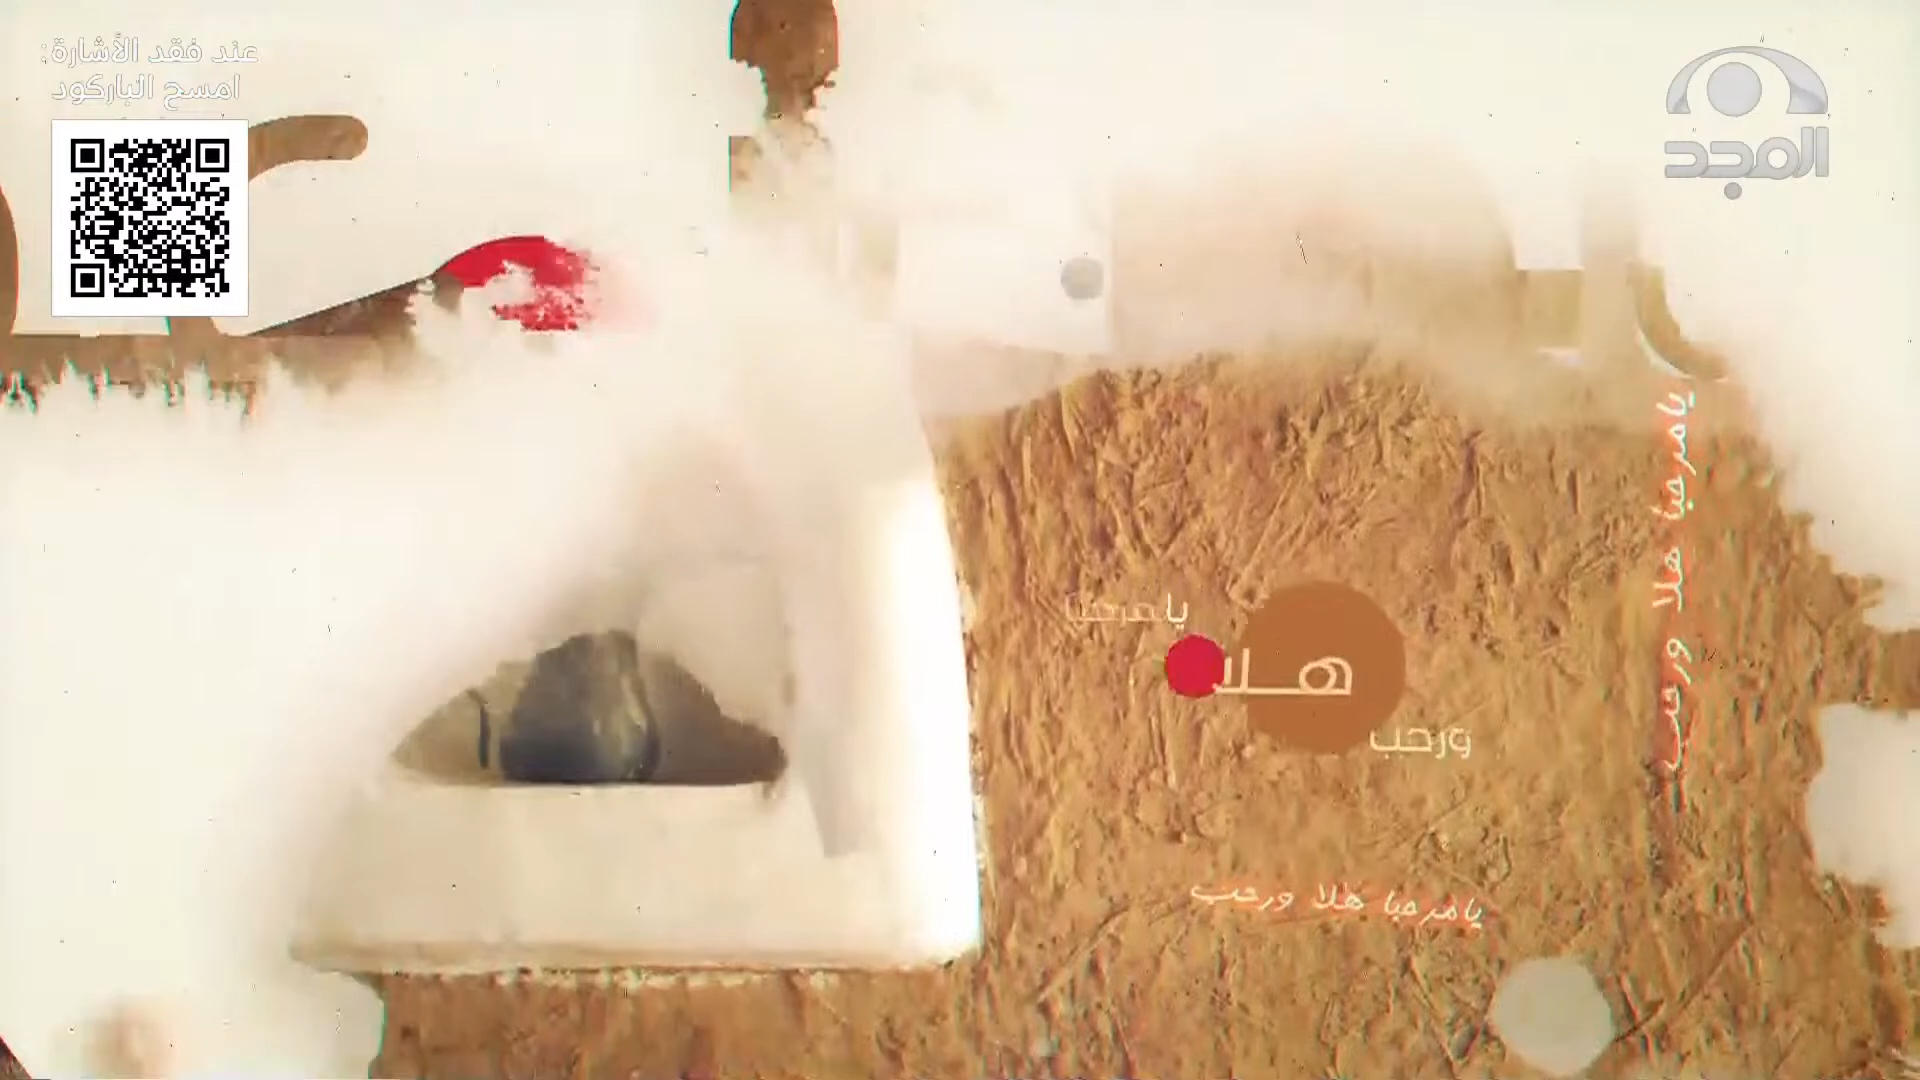 عند فقد الأشارة:
امسح الباركود
المجد
يامرحبا
هلا
ورحب
يامرحبا هلا ورحب
يامرحبا هلا ورحب